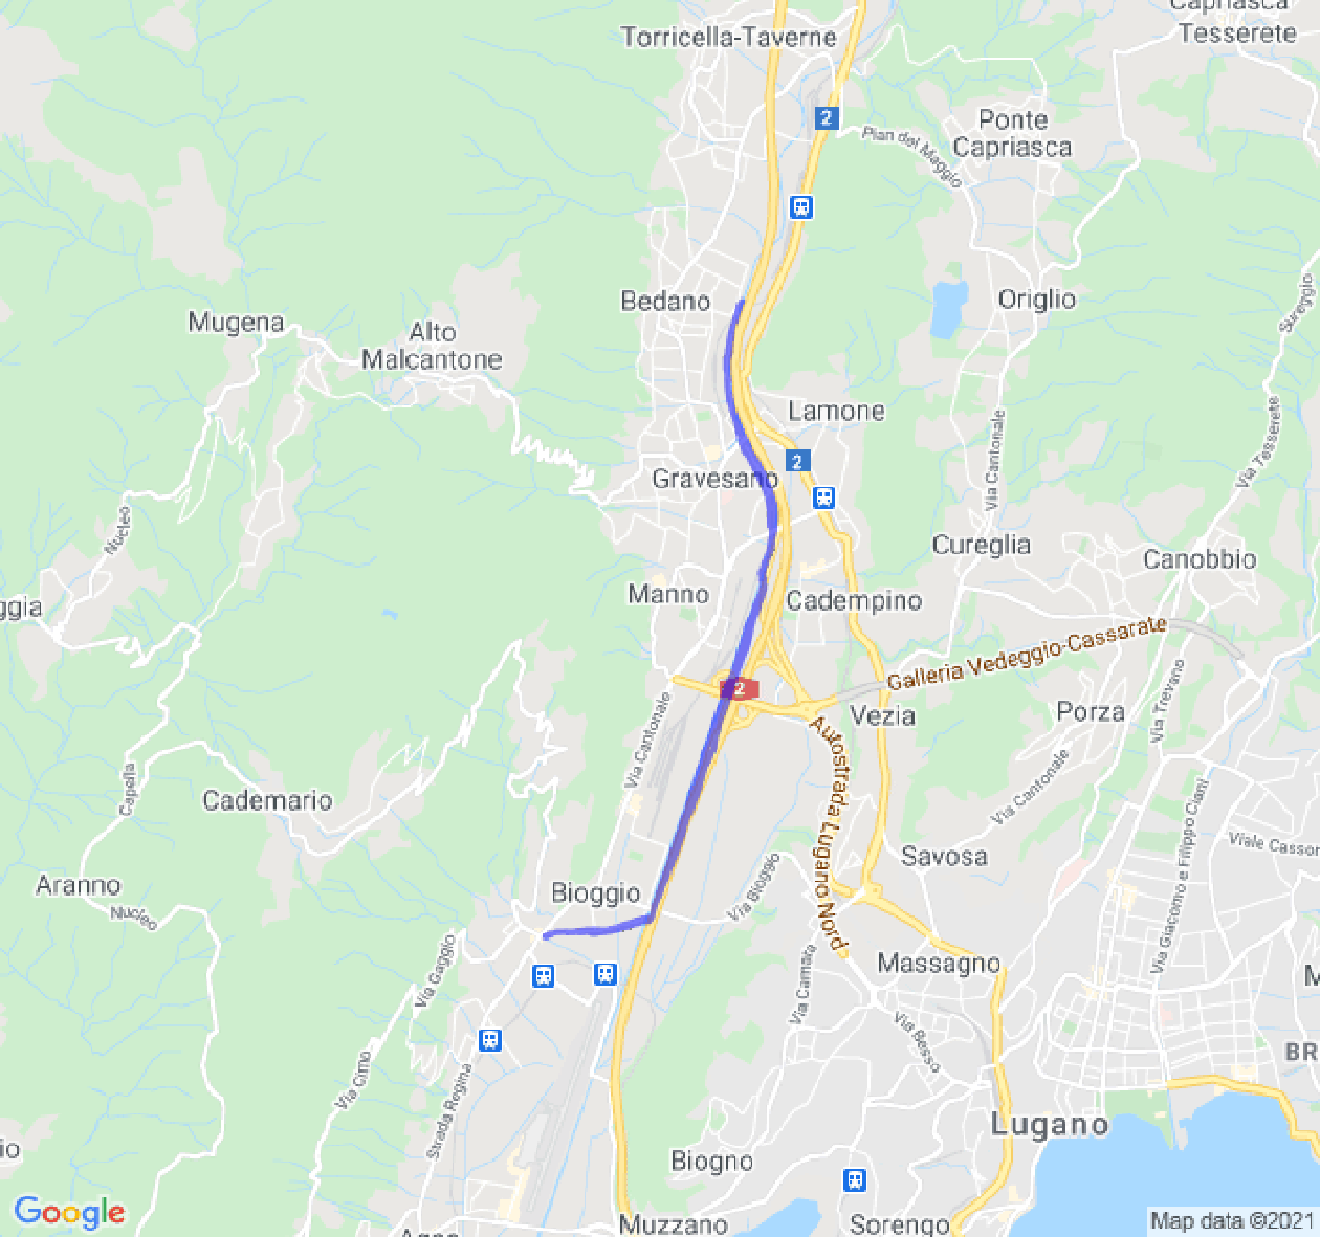 Capriasca
Tesserete
Torricella-Taverne
2
Ponte
Capriasca
Pian del Maggio
Bedano
Origlio
Sureggio
Mugena
Alto
Malcantone
Lamone
Via Cantonale
Via Tesserete
2
Gravesano
Nucleo
Cureglia
Canobbio
Manno
Cadempino
ggia
Galleria Vedeggio-Cassarate
2
Vezia
Porza
Via Trevano
Via Cantonale
Autostrada Lugano Nord
Capella
Cademario
Via Cantonale
Via Giacomo e Filippo Ciani
Viale Cassor
Savosa
Aranno
Nucleo
Bioggio
Via Bioggio
Via Gaggio
Massagno
Via Camara
M
Via Cimo
Strada Regina
Via Besso
BR
Lugano
io
Biogno
Google
Agno
Muzzano
Sorengo
Map data ©2021